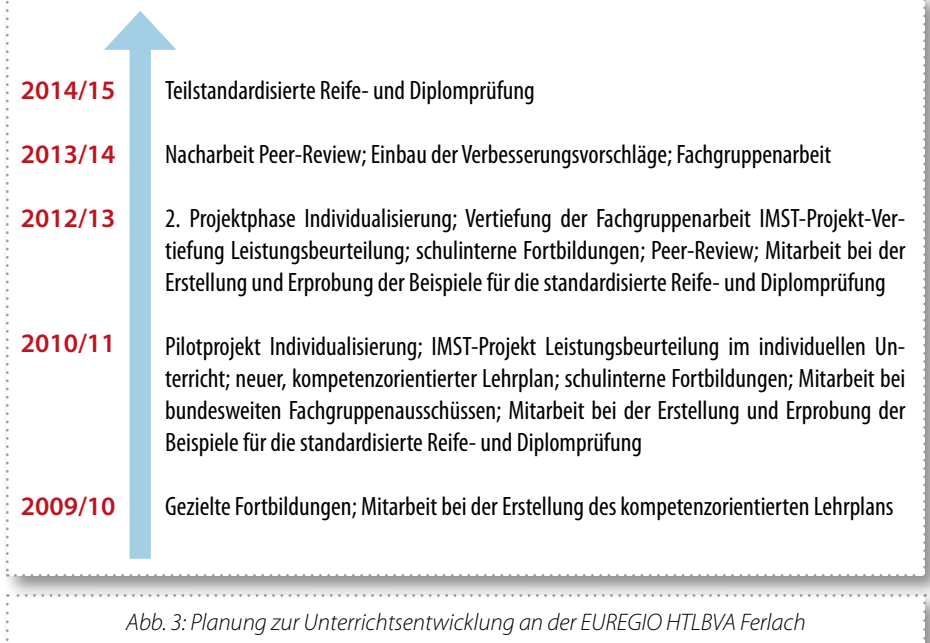 2014/15 Teilstandardisierte Reife- und Diplomprüfung
2013/14 Nacharbeit Peer-Review; Einbau der Verbesserungsvorschläge; Fachgruppenarbeit
2012/13 2. Projektphase Individualisierung; Vertiefung der Fachgruppenarbeit IMST-Projekt-Ver-
tiefung Leistungsbeurteilung; schulinterne Fortbildungen; Peer-Review; Mitarbeit bei der
Erstellung und Erprobung der Beispiele für die standardisierte Reife- und Diplomprüfung
2010/11 Pilotprojekt Individualisierung; IMST-Projekt Leistungsbeurteilung im individuellen Un-
terricht; neuer, kompetenzorientierter Lehrplan; schulinterne Fortbildungen; Mitarbeit bei
bundesweiten Fachgruppenausschüssen; Mitarbeit bei der Erstellung und Erprobung der
Beispiele für die standardisierte Reife- und Diplomprüfung
2009/10 Gezielte Fortbildungen; Mitarbeit bei der Erstellung des kompetenzorientierten Lehrplans
Abb. 3: Planung zur Unterrichtsentwicklung an der EUREGIO HTLBVA Ferlach